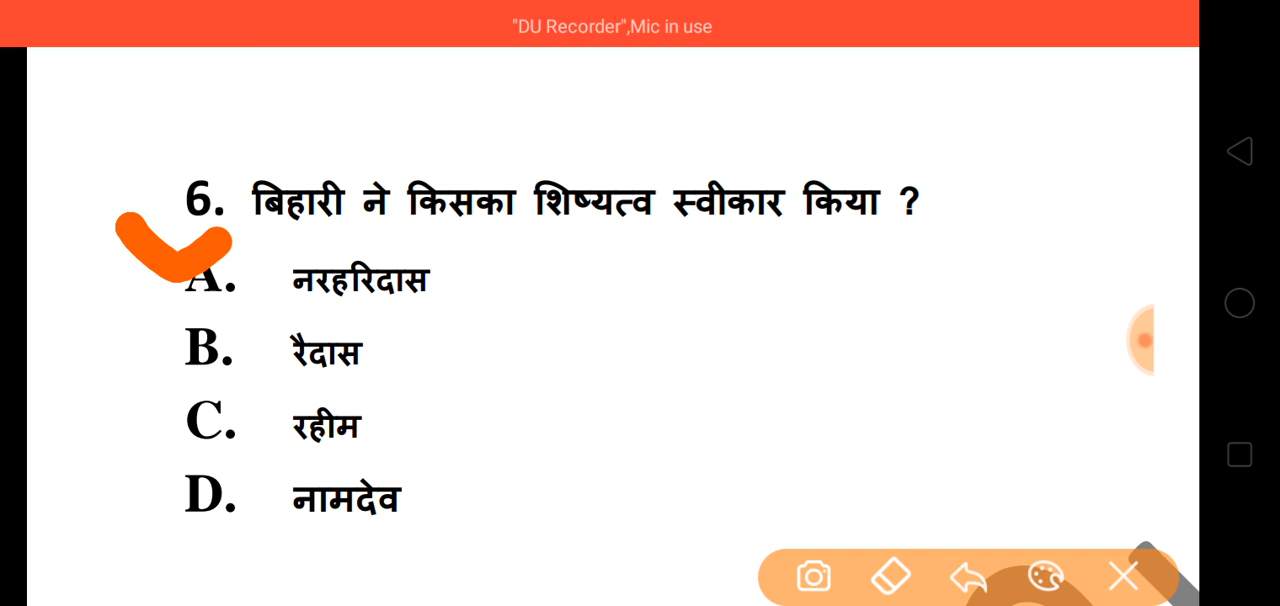 "DU Recorder",Mic in use
6. बिहारी ने किसका शिष्यत्व स्वीकार किया ?
A. नरहरिदास
B. रैदास
C. रहीम
D. नामदेव